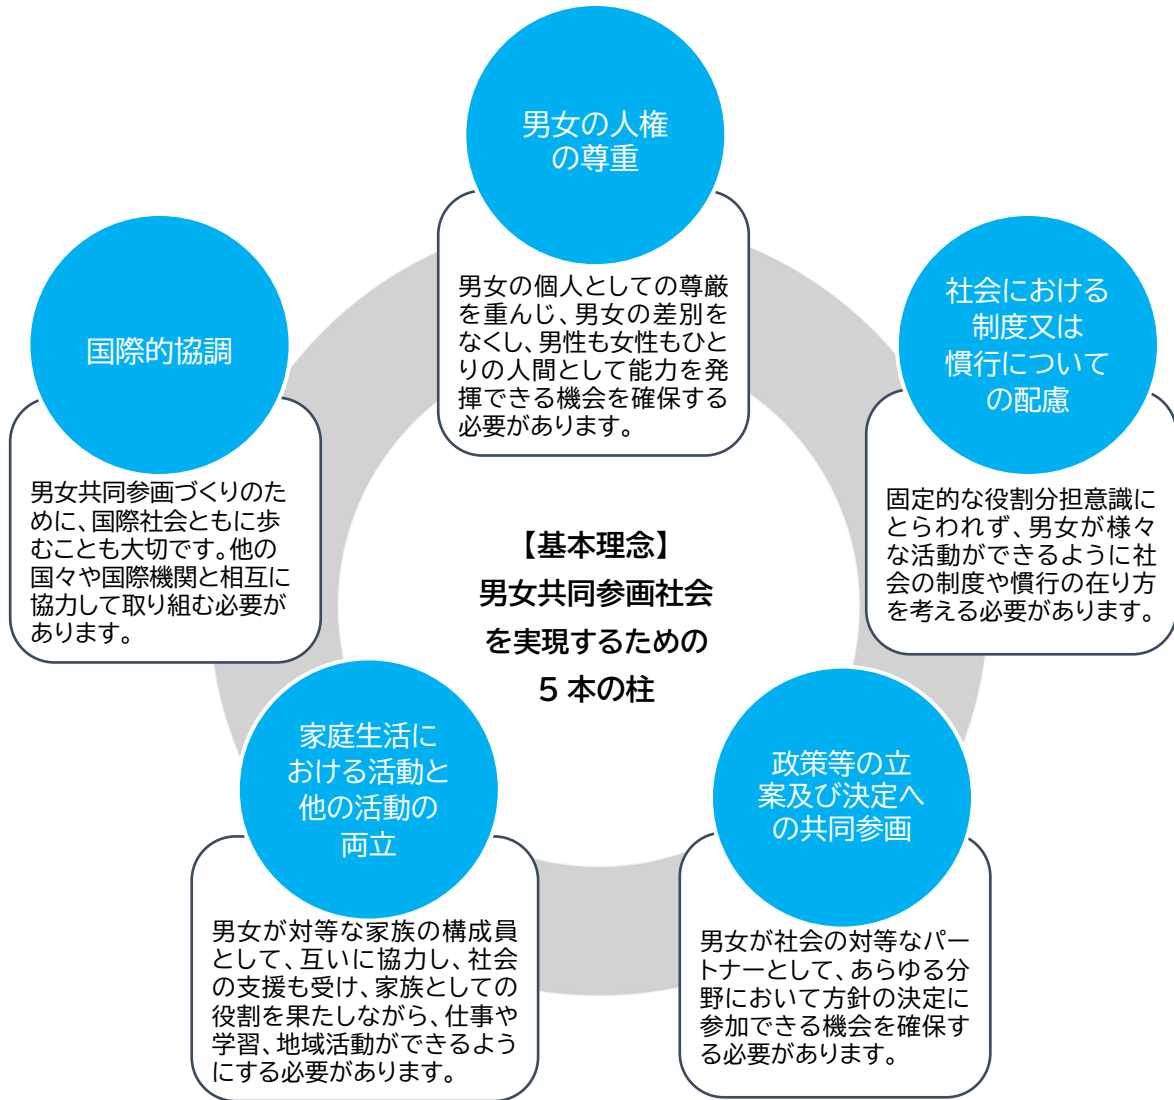 男女の人権
の尊重
男女の個人としての尊厳
を重んじ、男女の差別を
なくし、男性も女性もひと
りの人間として能力を発
揮できる機会を確保する
必要があります。
社会における
制度又は
慣行について
の配慮
固定的な役割分担意識に
とらわれず、男女が様々
な活動ができるように社
会の制度や慣行の在り方
を考える必要があります。
政策等の立
案及び決定へ
の共同参画
男女が社会の対等なパー
トナーとして、あらゆる分
野において方針の決定に
参加できる機会を確保す
る必要があります。
家庭生活に
おける活動と
他の活動の
両立
男女が対等な家族の構成員
として、互いに協力し、社会
の支援も受け、家族としての
役割を果たしながら、仕事や
学習、地域活動ができるよう
にする必要があります。
国際的協調
男女共同参画づくりのた
めに、国際社会ともに歩
むことも大切です。他の
国々や国際機関と相互に
協力して取り組む必要が
あります。
【基本理念】
男女共同参画社会
を実現するための
5 本の柱